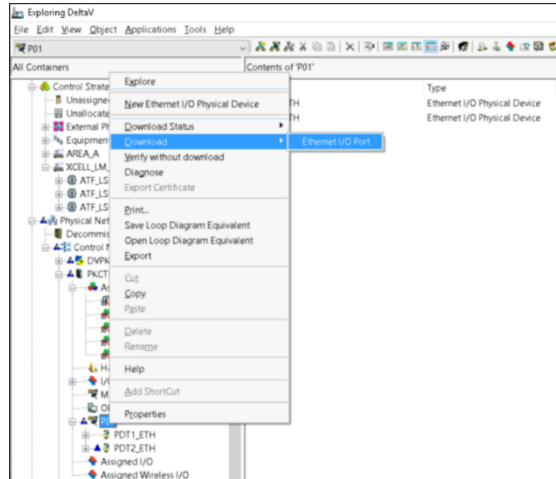 Exploring DeltaV
File Edit View Object Applications Tools Help
P01
All Containers
Contents of 'P01'
Type
Ethernet I/O Physical Device
Ethernet I/O Physical Device
TH
TH
Control Strate
Unassigne
Unallocate
External Ph
Equipmen
AREA_A
XCELL_LM_
ATF_LS
ATF_LS
ATF_LS
Physical Net
Decommis
Control N
DVPK
PKCT
As
H
I/
M
P0
PDT1_ETH
PDT2_ETH
Assigned I/O
Assigned Wireless I/O
Explore
New Ethernet I/O Physical Device
Download Status
Download
Ethernet I/O Port
Verify without download
Diagnose
Export Certificate
Print...
Save Loop Diagram Equivalent
Open Loop Diagram Equivalent
Export
Cut
Copy
Paste
Delete
Rename
Help
Add ShortCut
Properties